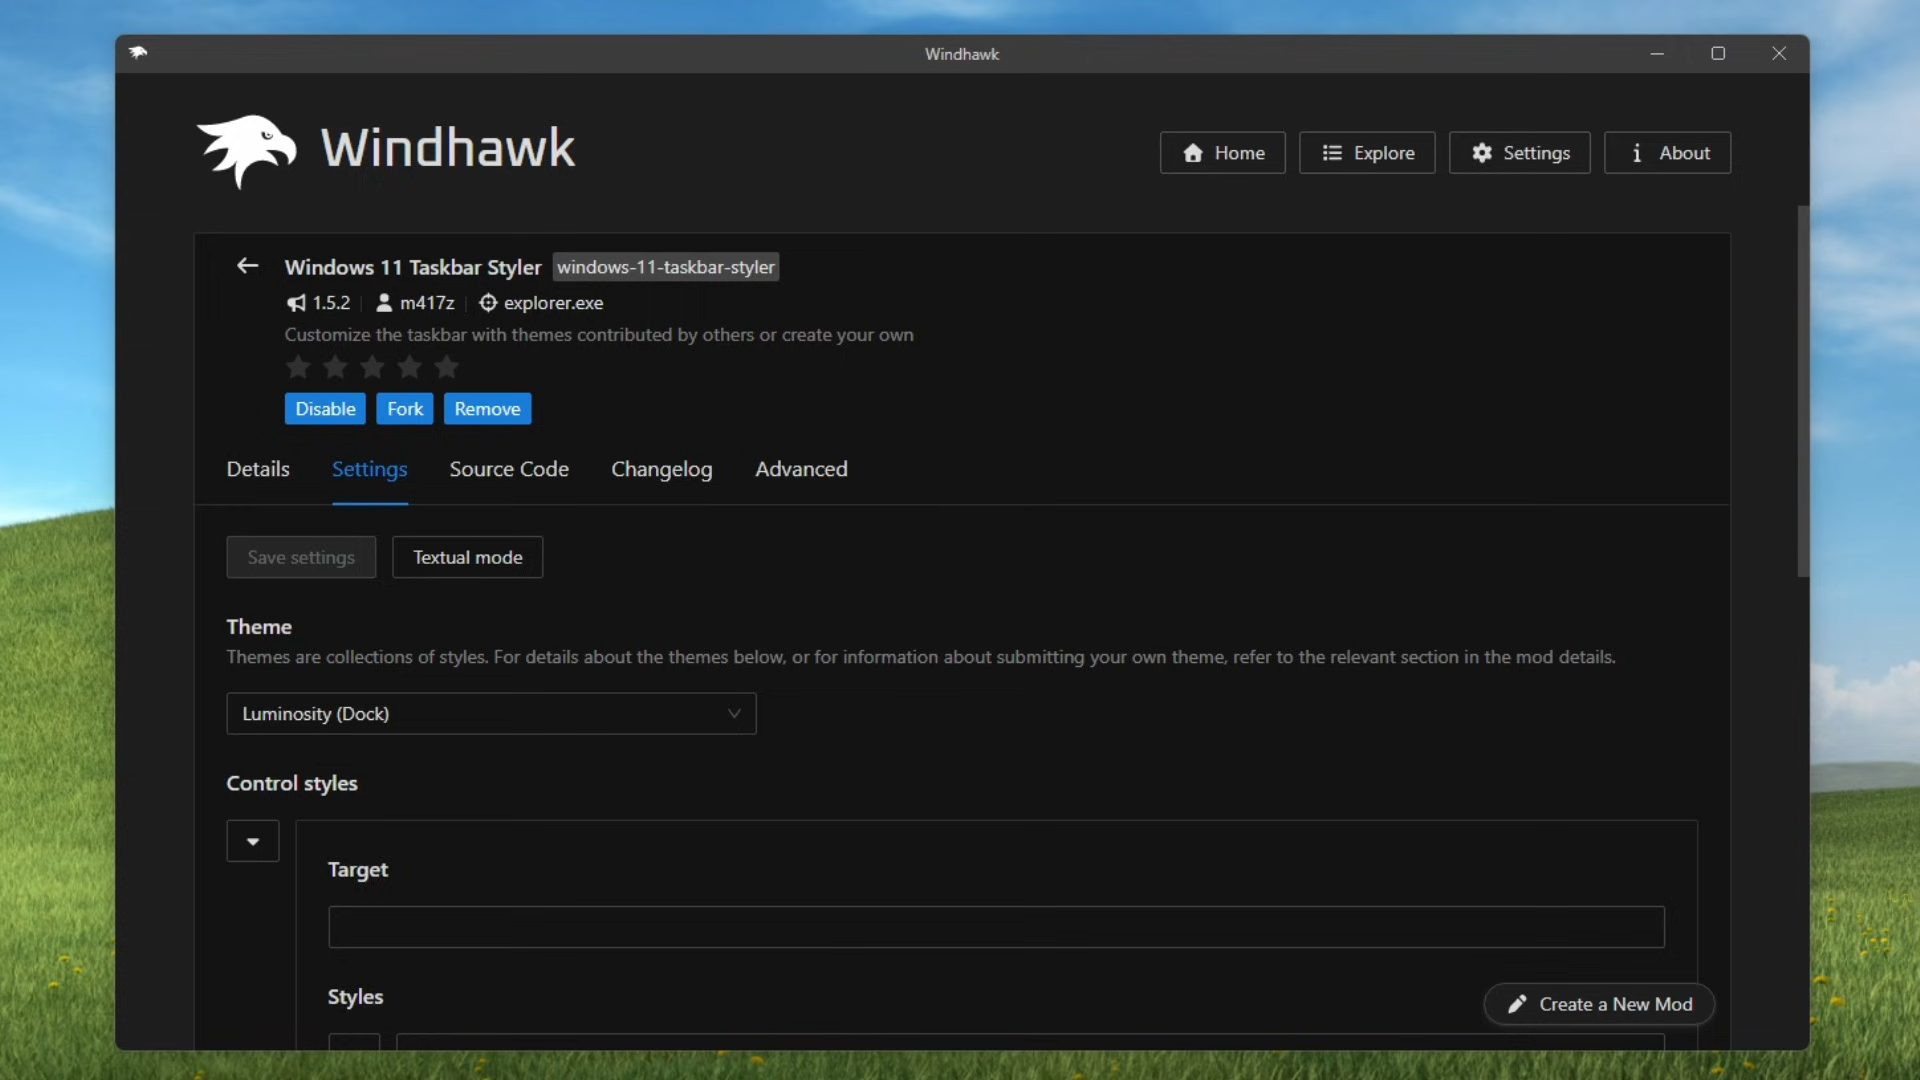 Windhawk
Windhawk
Home
Explore
Settings
About
Windows 11 Taskbar Styler windows-11-taskbar-styler
1.5.2 m417z explorer.exe
Customize the taskbar with themes contributed by others or create your own
Disable Fork Remove
Details Settings Source Code Changelog Advanced
Save settings Textual mode
Theme
Themes are collections of styles. For details about the themes below, or for information about submitting your own theme, refer to the relevant section in the mod details.
Luminosity (Dock)
Control styles
Target
Styles
Create a New Mod